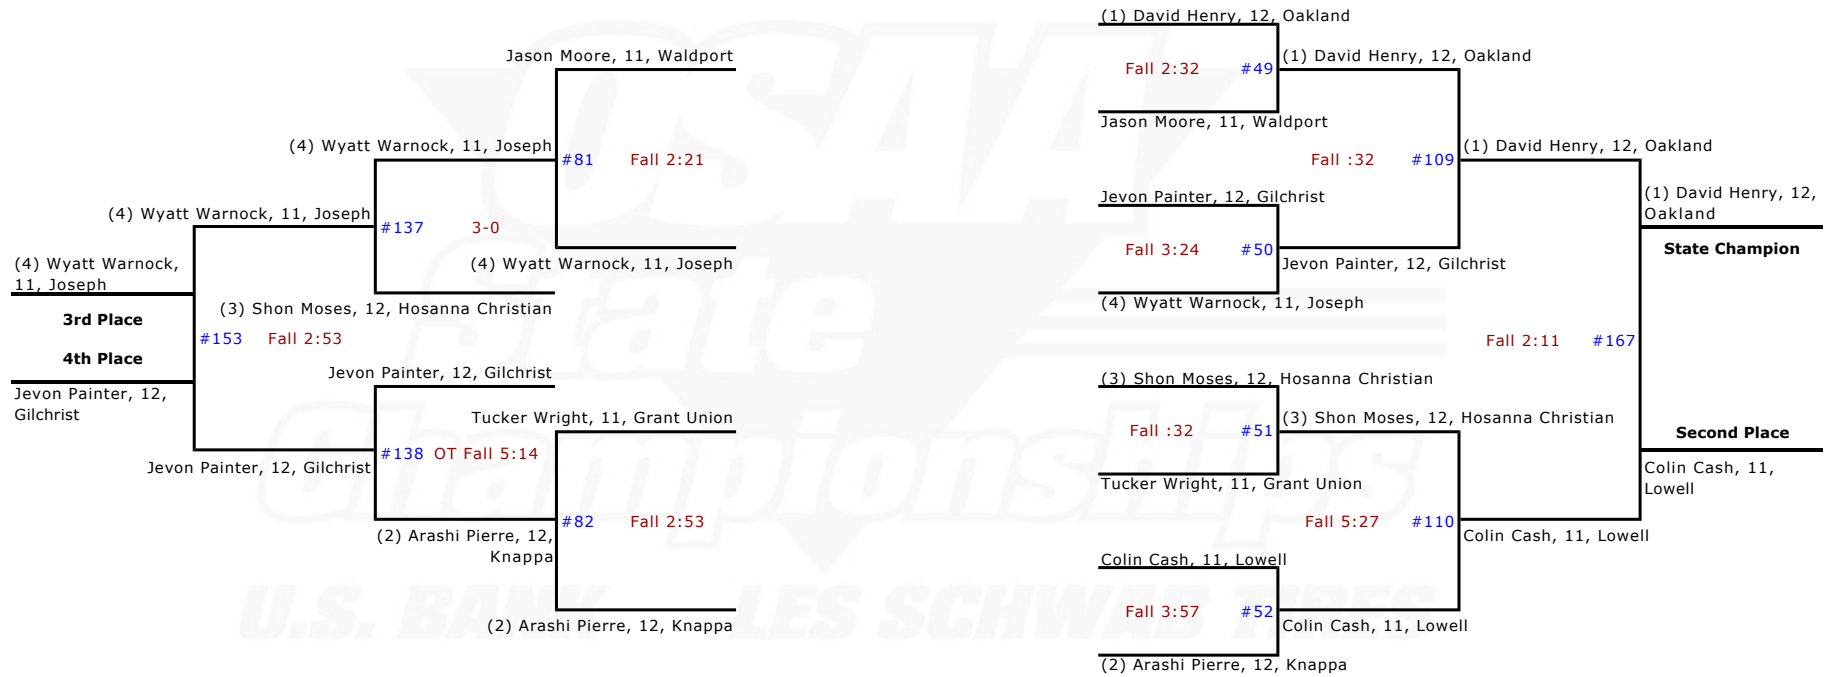 (1) David Henry, 12, Oakland
Jason Moore, 11, Waldport
(1) David Henry, 12, Oakland
Fall 2:32 #49
Jason Moore, 11, Waldport
(4) Wyatt Warnock, 11, Joseph
(1) David Henry, 12, Oakland
#81 Fall 2:21
Fall :32 #109
Jevon Painter, 12, Gilchrist
(1) David Henry, 12,
Oakland
(4) Wyatt Warnock, 11, Joseph
#137 3-0
Fall 3:24 #50
State Champion
(4) Wyatt Warnock,
11, Joseph
(4) Wyatt Warnock, 11, Joseph
Jevon Painter, 12, Gilchrist
(3) Shon Moses, 12, Hosanna Christian
(4) Wyatt Warnock, 11, Joseph
3rd Place
#153 Fall 2:53
Fall 2:11 #167
4th Place
Jevon Painter, 12, Gilchrist
(3) Shon Moses, 12, Hosanna Christian
Jevon Painter, 12,
Gilchrist
Tucker Wright, 11, Grant Union
(3) Shon Moses, 12, Hosanna Christian
Fall :32 #51
Second Place
#138 OT Fall 5:14
Jevon Painter, 12, Gilchrist
Colin Cash, 11,
Lowell
Tucker Wright, 11, Grant Union
#82 Fall 2:53
Fall 5:27 #110
(2) Arashi Pierre, 12,
Knappa
Colin Cash, 11, Lowell
Colin Cash, 11, Lowell
Fall 3:57 #52
(2) Arashi Pierre, 12, Knappa
Colin Cash, 11, Lowell
(2) Arashi Pierre, 12, Knappa
OSAA
State
Championships
U.S. BANK LES SCHWAB TIRES